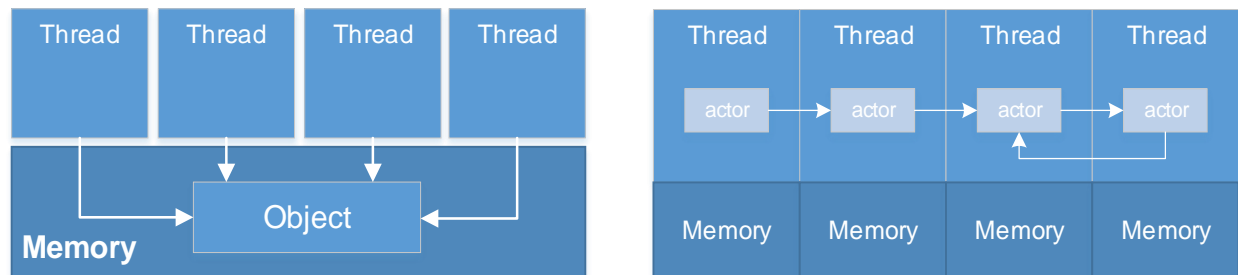 Thread Thread Thread Thread
Object
Memory
Thread Thread Thread Thread
actor actor actor actor
Memory Memory Memory Memory